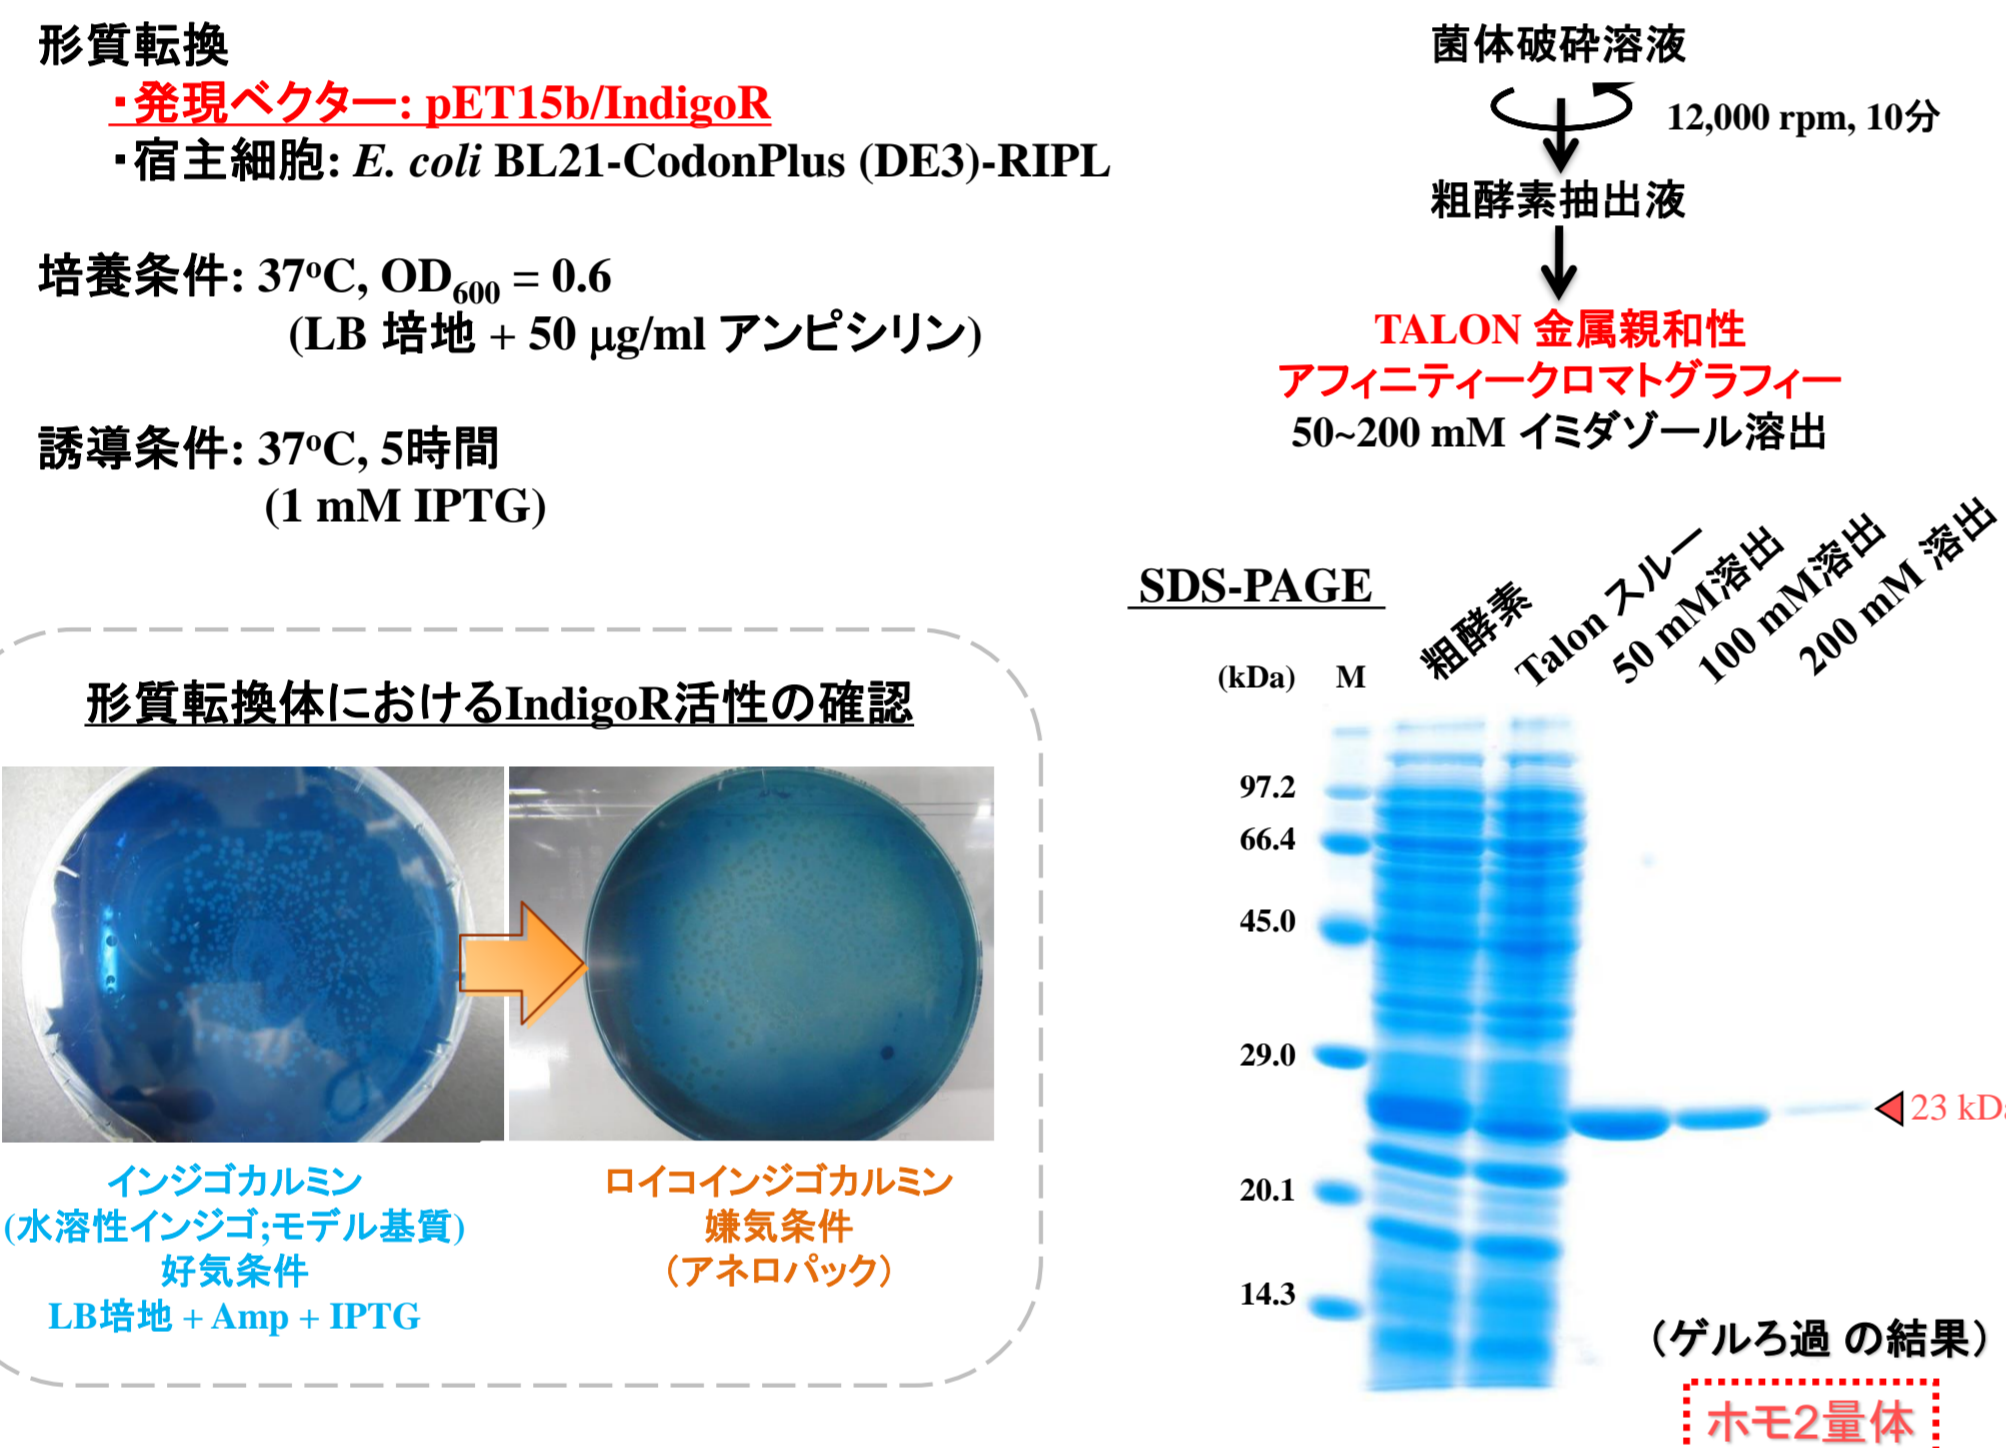 形質転換
・発現ベクター: pET15b/IndigoR
・宿主細胞: E. coli BL21-CodonPlus (DE3)-RIPL
培養条件: 37oC, OD600 = 0.6
(LB 培地 + 50 μg/ml アンピシリン)
誘導条件: 37oC, 5時間
(1 mM IPTG)
形質転換体におけるIndigoR活性の確認
インジゴカルミン
(水溶性インジゴ;モデル基質)
好気条件
LB培地 + Amp + IPTG
ロイコインジゴカルミン
嫌気条件
（アネロパック）
菌体破砕溶液
12,000 rpm, 10分
粗酵素抽出液
TALON 金属親和性
アフィニティークロマトグラフィー
50~200 mM イミダゾール溶出
SDS-PAGE
(kDa)
M
粗酵素
Talon スルー
50 mM溶出
100 mM溶出
200 mM 溶出
97.2
66.4
45.0
29.0
23 kDa
20.1
14.3
（ゲルろ過 の結果）
ホモ2量体